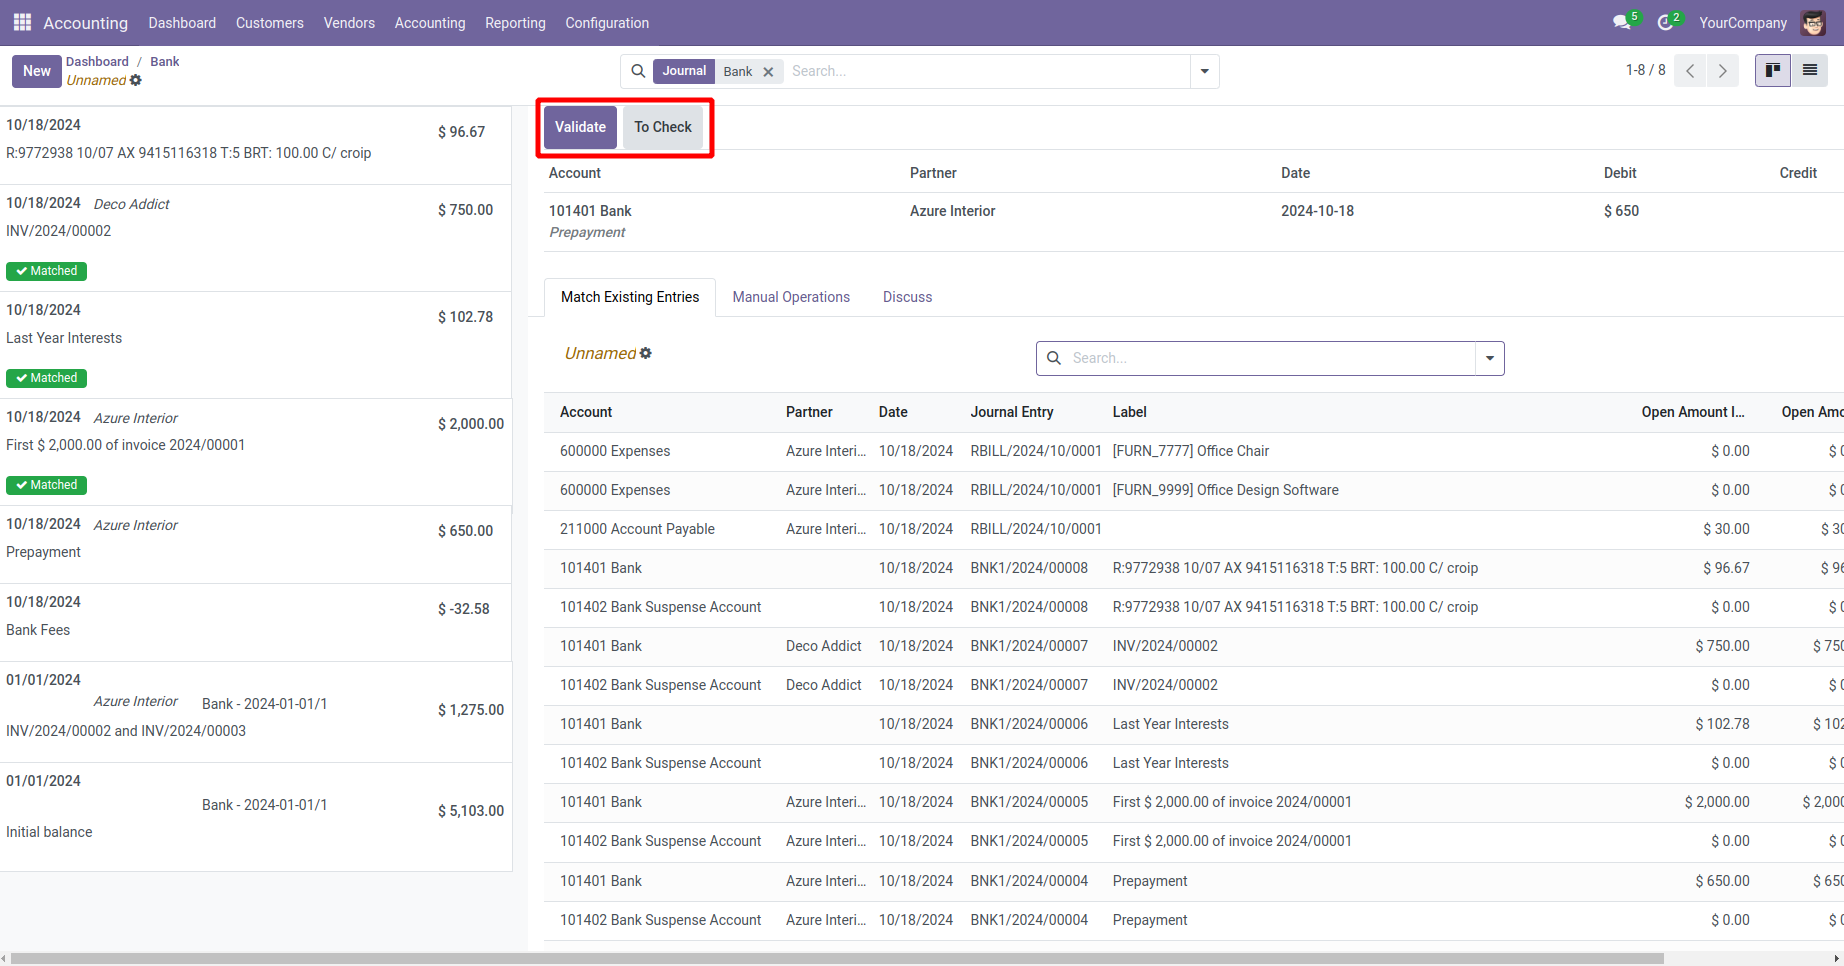 Accounting Dashboard Customers Vendors Accounting Reporting Configuration 5 2 YourCompany
New Dashboard / Bank
Unnamed
Journal Bank Search...
1-8 / 8
10/18/2024 $ 96.67
R:9772938 10/07 AX 9415116318 T:5 BRT: 100.00 C/ croip
10/18/2024 Deco Addict $ 750.00
INV/2024/00002
Matched
10/18/2024 $ 102.78
Last Year Interests
Matched
10/18/2024 Azure Interior $ 2,000.00
First $ 2,000.00 of invoice 2024/00001
Matched
10/18/2024 Azure Interior $ 650.00
Prepayment
10/18/2024 $ -32.58
Bank Fees
01/01/2024
Azure Interior Bank - 2024-01-01/1 $ 1,275.00
INV/2024/00002 and INV/2024/00003
01/01/2024
Bank - 2024-01-01/1 $ 5,103.00
Initial balance
Validate To Check
Account Partner Date Debit Credit
101401 Bank Azure Interior 2024-10-18 $ 650
Prepayment
Match Existing Entries Manual Operations Discuss
Unnamed Search...
Account Partner Date Journal Entry Label Open Amount I... Open Amo
600000 Expenses Azure Interi... 10/18/2024 RBILL/2024/10/0001 [FURN_7777] Office Chair $ 0.00 $
600000 Expenses Azure Interi... 10/18/2024 RBILL/2024/10/0001 [FURN_9999] Office Design Software $ 0.00 $
211000 Account Payable Azure Interi... 10/18/2024 RBILL/2024/10/0001 $ 30.00 $ 3
101401 Bank 10/18/2024 BNK1/2024/00008 R:9772938 10/07 AX 9415116318 T:5 BRT: 100.00 C/ croip $ 96.67 $ 9
101402 Bank Suspense Account 10/18/2024 BNK1/2024/00008 R:9772938 10/07 AX 9415116318 T:5 BRT: 100.00 C/ croip $ 0.00 $
101401 Bank Deco Addict 10/18/2024 BNK1/2024/00007 INV/2024/00002 $ 750.00 $ 75
101402 Bank Suspense Account Deco Addict 10/18/2024 BNK1/2024/00007 INV/2024/00002 $ 0.00 $
101401 Bank 10/18/2024 BNK1/2024/00006 Last Year Interests $ 102.78 $ 10
101402 Bank Suspense Account 10/18/2024 BNK1/2024/00006 Last Year Interests $ 0.00 $
101401 Bank Azure Interi... 10/18/2024 BNK1/2024/00005 First $ 2,000.00 of invoice 2024/00001 $ 2,000.00 $ 2,00
101402 Bank Suspense Account Azure Interi... 10/18/2024 BNK1/2024/00005 First $ 2,000.00 of invoice 2024/00001 $ 0.00 $
101401 Bank Azure Interi... 10/18/2024 BNK1/2024/00004 Prepayment $ 650.00 $ 65
101402 Bank Suspense Account Azure Interi... 10/18/2024 BNK1/2024/00004 Prepayment $ 0.00 $